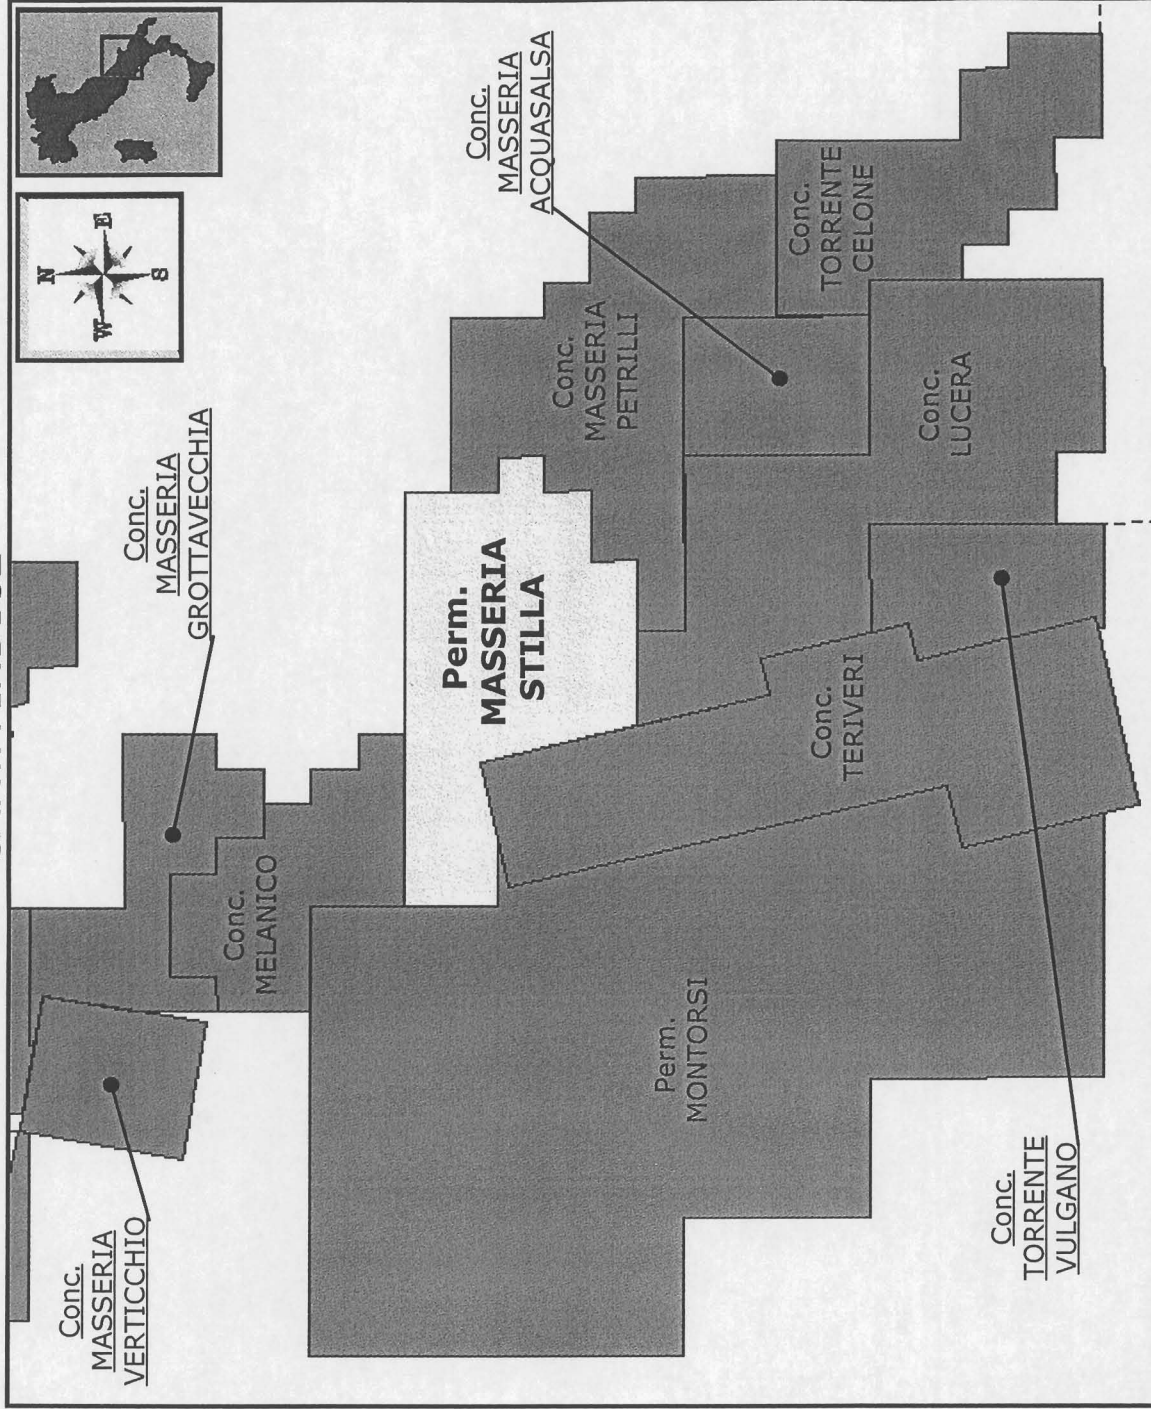 Conc.
MASSERIA
VERTICCHIO
Conc.
MASSERIA
GROTTAVECCHIA
N
W
E
S
Conc.
MELANICO
Perm.
MASSERIA
STILLA
Conc.
MASSERIA
ACQUASALSA
Conc.
MASSERIA
PETRILLI
Conc.
TORRENTE
CELONE
Perm.
MONTORSI
Conc.
TERIVERI
Conc.
LUCERA
Conc.
TORRENTE
VULGANO